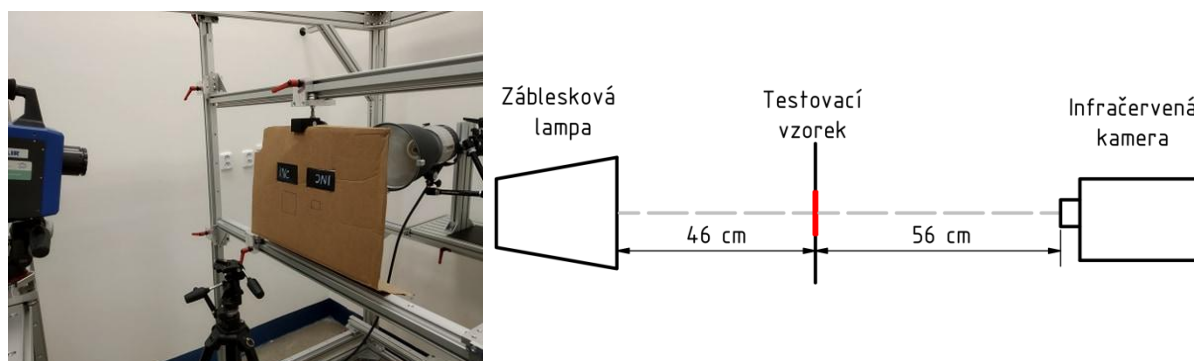 Záblesková
lampa
Testovací
vzorek
Infračervená
kamera
46 cm
56 cm